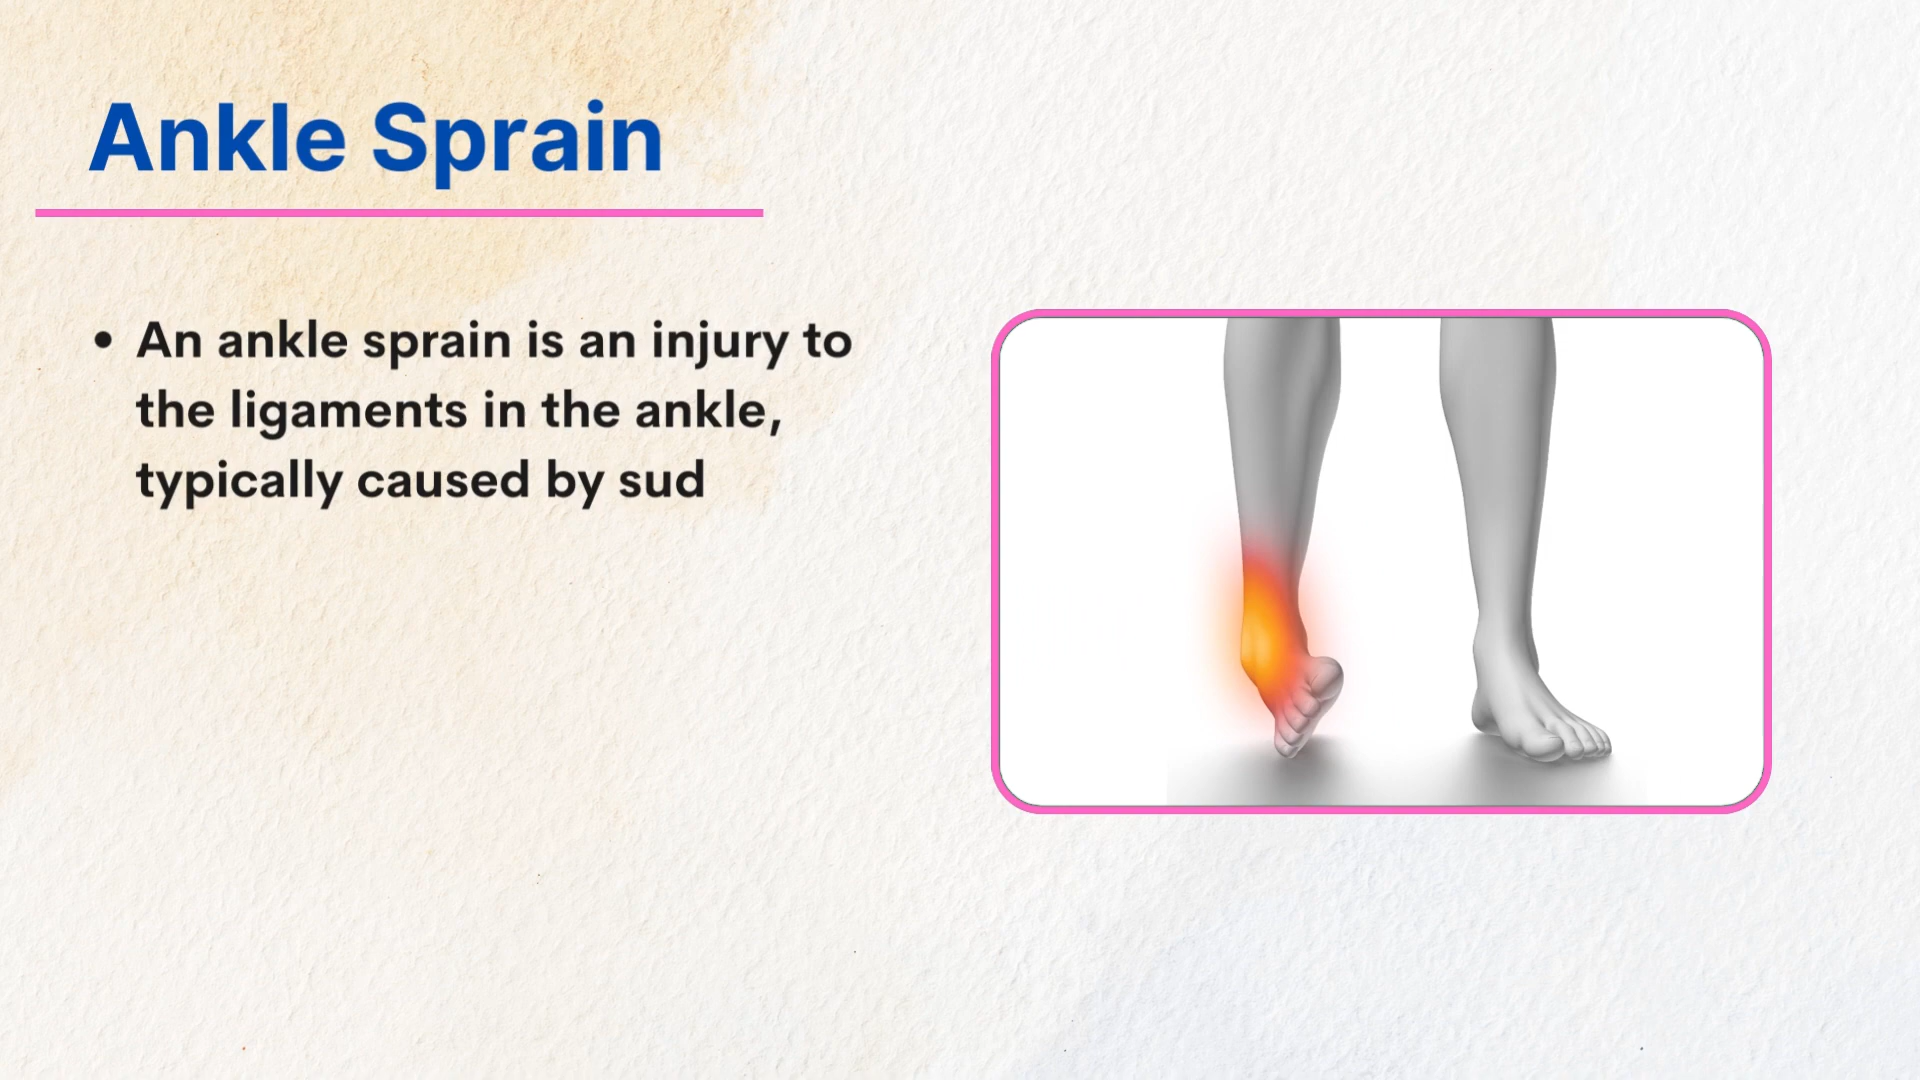 Ankle Sprain
• An ankle sprain is an injury to
the ligaments in the ankle,
typically caused by sud